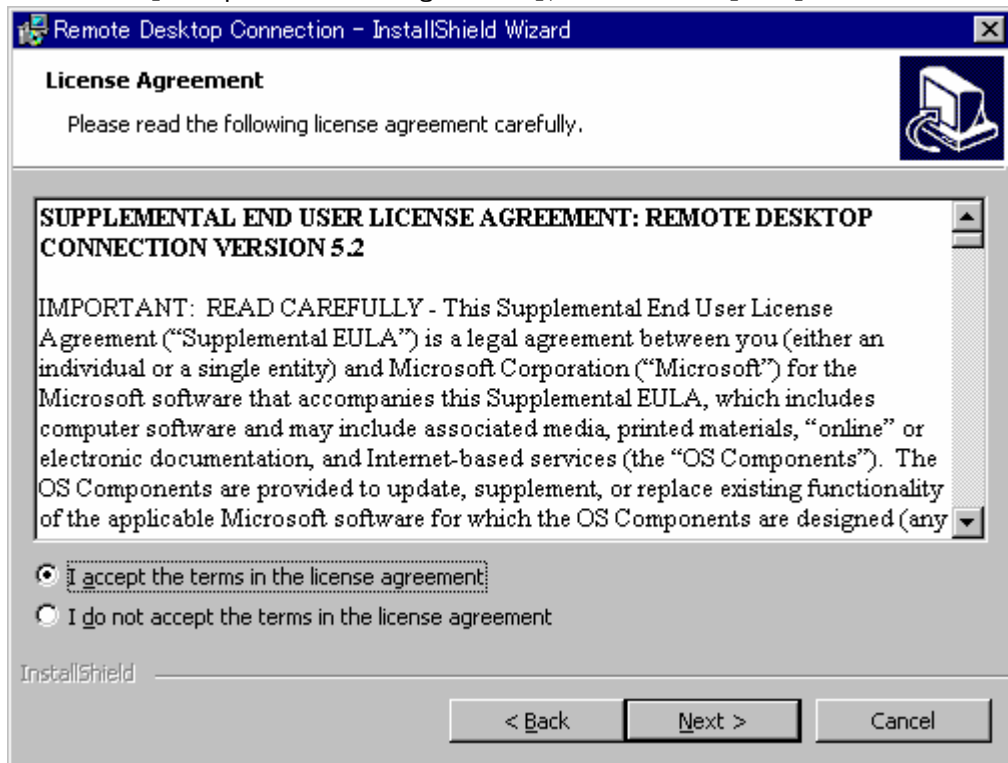 Remote Desktop Connection - InstallShield Wizard
License Agreement
Please read the following license agreement carefully.
SUPPLEMENTAL END USER LICENSE AGREEMENT: REMOTE DESKTOP
CONNECTION VERSION 5.2
IMPORTANT:  READ CAREFULLY - This Supplemental End User License
Agreement (“Supplemental EULA”) is a legal agreement between you (either an
individual or a single entity) and Microsoft Corporation (“Microsoft”) for the
Microsoft software that accompanies this Supplemental EULA, which includes
computer software and may include associated media, printed materials, “online” or
electronic documentation, and Internet-based services (the “OS Components”).  The
OS Components are provided to update, supplement, or replace existing functionality
of the applicable Microsoft software for which the OS Components are designed (any
I accept the terms in the license agreement
I do not accept the terms in the license agreement
InstallShield
< Back Next > Cancel